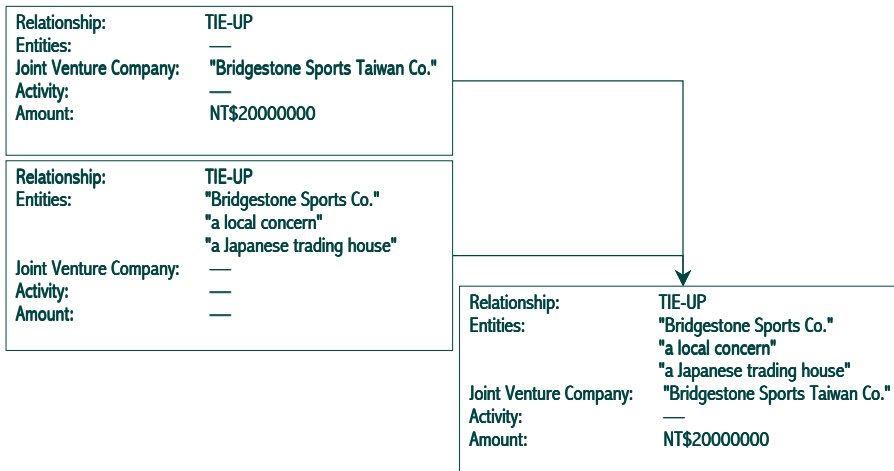 Relationship: TIE-UP
Entities: —
Joint Venture Company: "Bridgestone Sports Taiwan Co."
Activity: —
Amount: NT$20000000
Relationship: TIE-UP
Entities: "Bridgestone Sports Co."
"a local concern"
"a Japanese trading house"
Joint Venture Company: —
Activity: —
Amount: —
Relationship: TIE-UP
Entities: "Bridgestone Sports Co."
"a local concern"
"a Japanese trading house"
Joint Venture Company: "Bridgestone Sports Taiwan Co."
Activity: —
Amount: NT$20000000